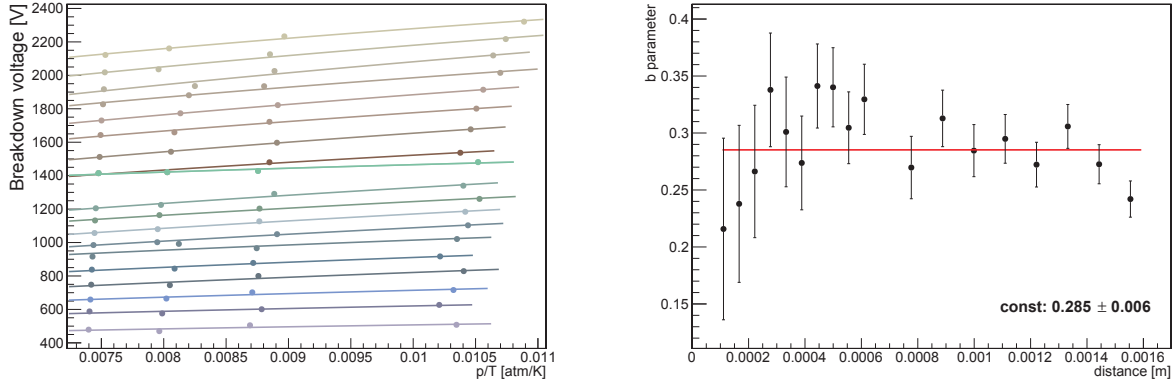 Breakdown voltage [V]
2400
2200
2000
1800
1600
1400
1200
1000
800
600
400
0.0075 0.008 0.0085 0.009 0.0095 0.01 0.0105 0.011
p/T [atm/K]
b parameter
0.4
0.35
0.3
0.25
0.2
0.15
const: 0.285 ± 0.006
0 0.0002 0.0004 0.0006 0.0008 0.001 0.0012 0.0014 0.0016
distance [m]